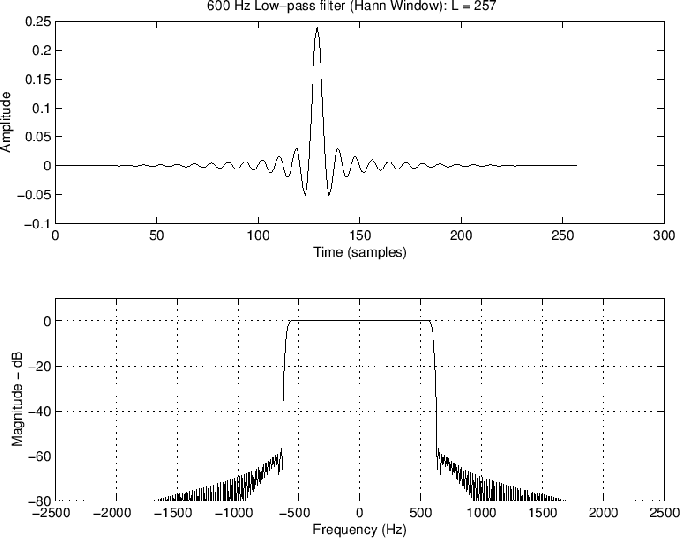 600 Hz Low−pass filter (Hann Window): L = 257
0.25
0.2
0.15
0.1
0.05
0
−0.05
−0.1
Amplitude
0 50 100 150 200 250 300
Time (samples)
0
−20
−40
−60
−80
Magnitude − dB
−2500 −2000 −1500 −1000 −500 0 500 1000 1500 2000 2500
Frequency (Hz)